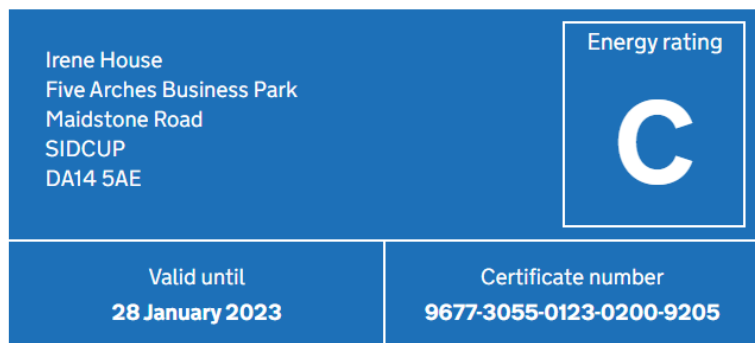 Irene House
Five Arches Business Park
Maidstone Road
SIDCUP
DA14 5AE
Energy rating
C
Valid until
28 January 2023
Certificate number
9677-3055-0123-0200-9205